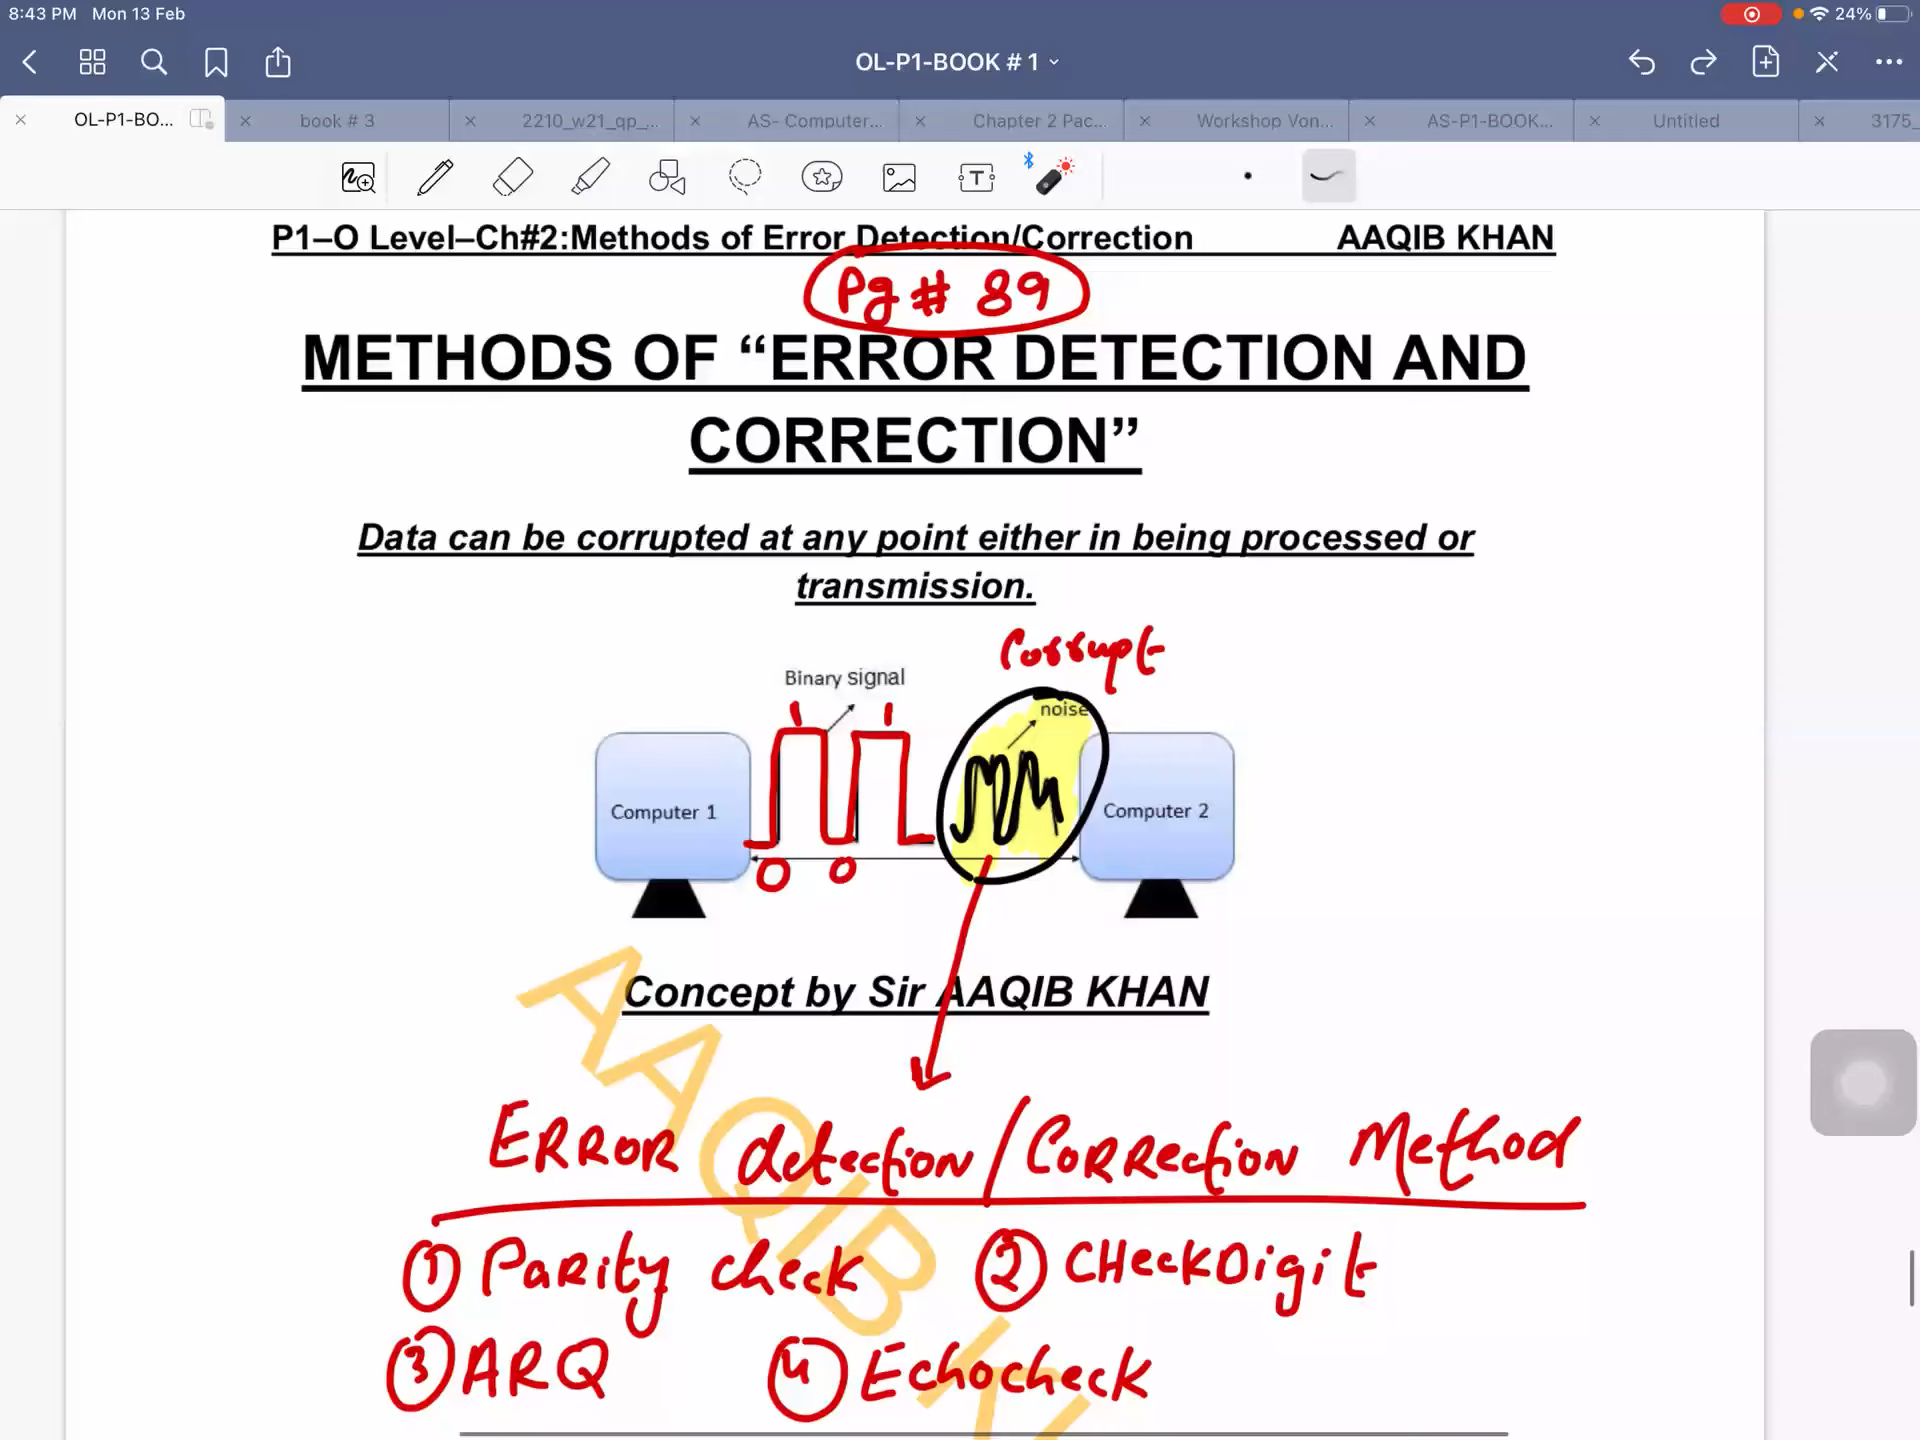 8:43 PM Mon 13 Feb 24%
OL-P1-BOOK # 1
OL-P1-BO... book # 3 2210_w21_qp_... AS- Computer... Chapter 2 Pac... Workshop Von... AS-P1-BOOK... Untitled 3175_
P1–O Level–Ch#2:Methods of Error Detection/Correction AAQIB KHAN
Pg # 89
METHODS OF “ERROR DETECTION AND
CORRECTION”
Data can be corrupted at any point either in being processed or
transmission.
Corrupt
Binary signal
noise
1 1
Computer 1 Computer 2
0 0
Concept by Sir AAQIB KHAN
ERROR detection/CORRection Method
① Parity check ② CHeckDigit
③ ARQ ④ Echocheck
AAQIB K